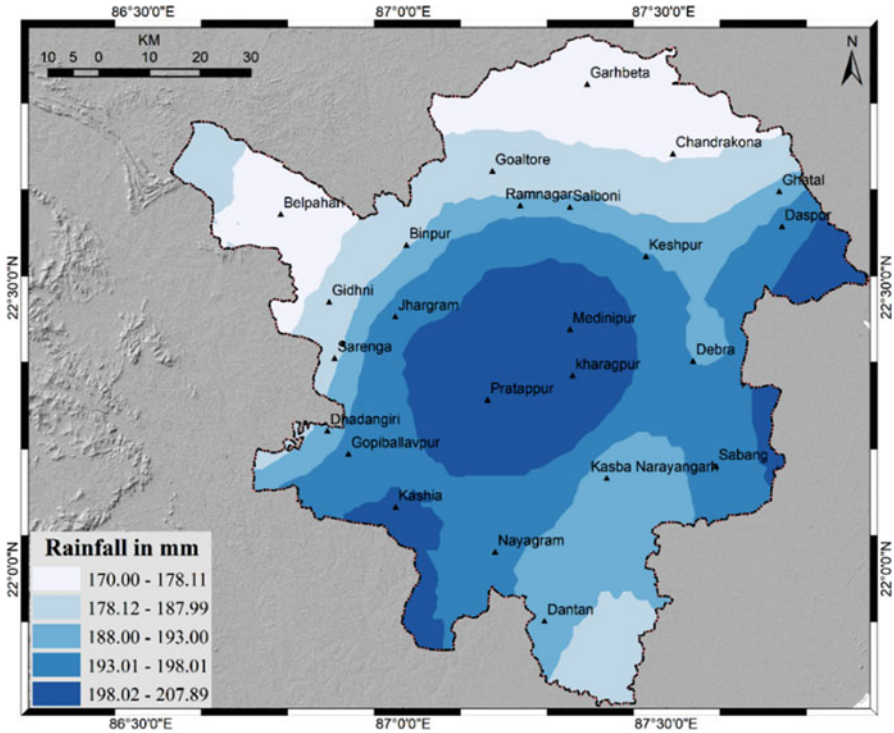 86°30'0"E 87°0'0"E 87°30'0"E
KM
10 5 0 10 20 30
N
Garhbeta
Chandrakona
Goaltore
Ghatal
Belpahari
Ramnagar Salboni
Daspor
Binpur
Keshpur
22°30'0"N 22°30'0"N
Gidhni
Jhargram
Medinipur
Sarenga
Debra
kharagpur
Pratappur
Dhadangiri
Gopiballavpur
Sabang
Kasba Narayangarh
Kashia
Rainfall in mm
Nayagram
22°0'0"N 22°0'0"N
170.00 - 178.11
178.12 - 187.99
Dantan
188.00 - 193.00
193.01 - 198.01
198.02 - 207.89
86°30'0"E 87°0'0"E 87°30'0"E